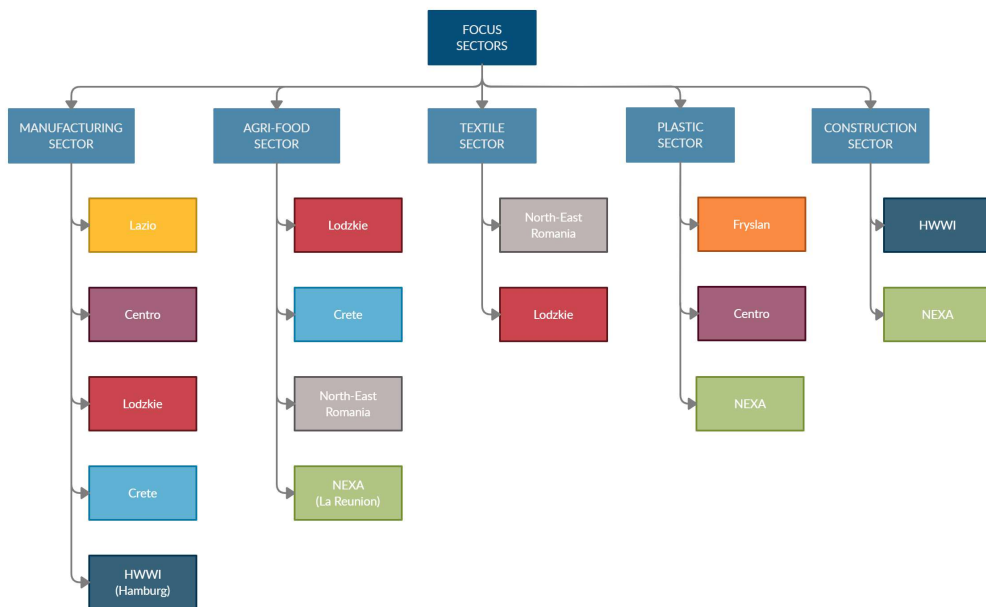 FOCUS
SECTORS
MANUFACTURING
SECTOR
AGRI-FOOD
SECTOR
TEXTILE
SECTOR
PLASTIC
SECTOR
CONSTRUCTION
SECTOR
Lazio
Centro
Lodzkie
Crete
HWWI
(Hamburg)
Lodzkie
Crete
North-East
Romania
NEXA
(La Reunion)
North-East
Romania
Lodzkie
Fryslan
Centro
NEXA
HWWI
NEXA